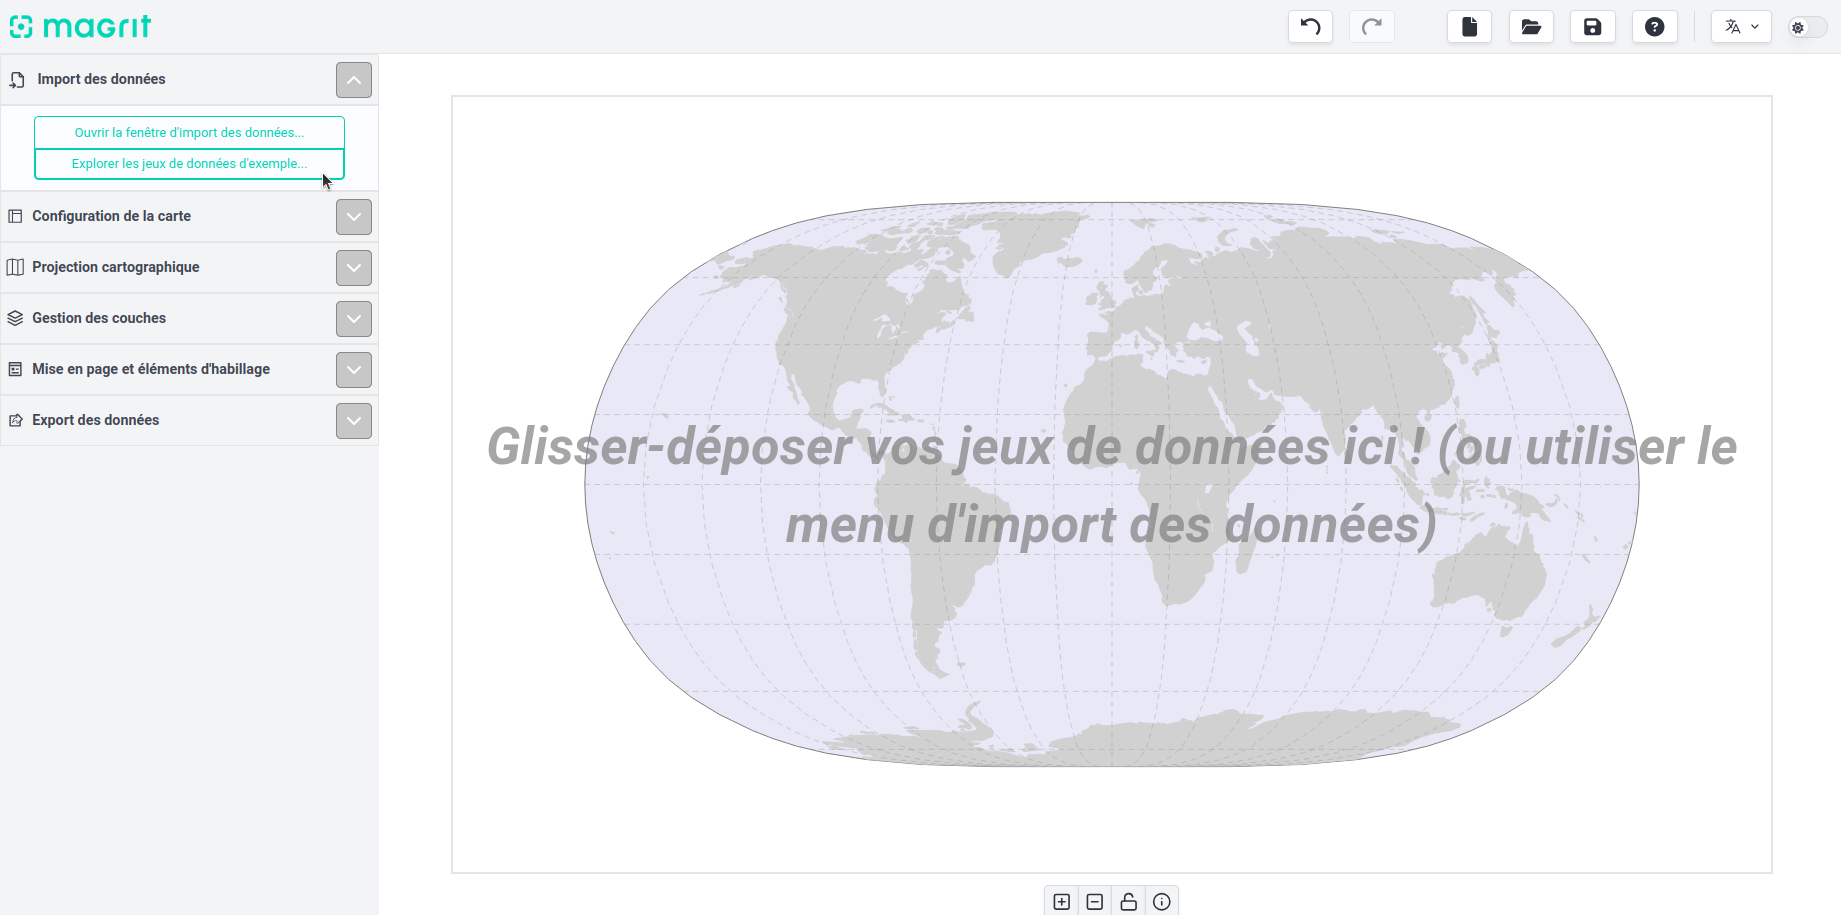 magrit
Import des données
Ouvrir la fenêtre d'import des données...
Explorer les jeux de données d'exemple...
Configuration de la carte
Projection cartographique
Gestion des couches
Mise en page et éléments d'habillage
Export des données
Glisser-déposer vos jeux de données ici ! (ou utiliser le
menu d'import des données)